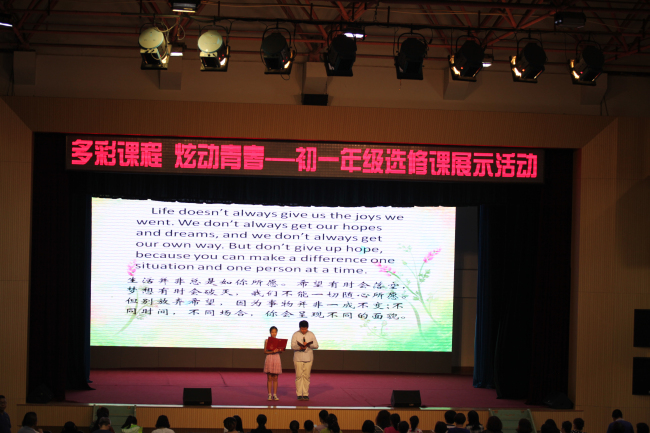 多彩课程 炫动青春——初一年级选修课展示活动
Life doesn't always give us the joys we
went. We don't always get our hopes
and dreams, and we don't always get
our own way. But don't give up hope,
because you can make a difference one
situation and one person at a time.
生活并非总是如你所愿。希望有时会落空,
梦想有时会破灭, 我们不能一切随心所愿。
但别放弃希望, 因为事物并非一成不变;不
同时间, 不同场合, 你会呈现不同的面貌。